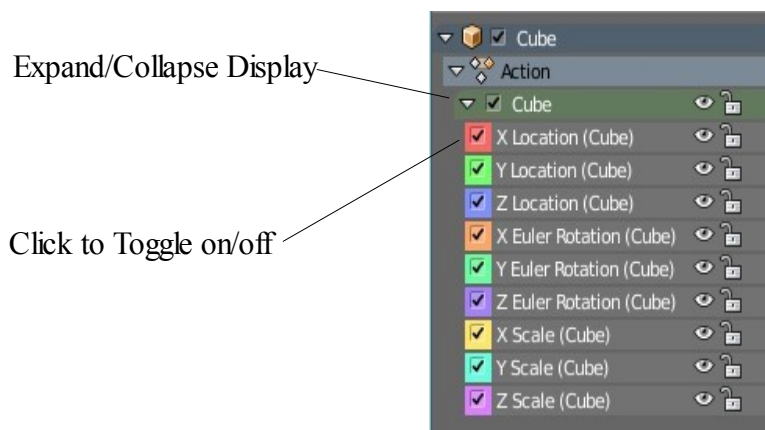 Cube
Expand/Collapse Display
Action
Cube
X Location (Cube)
Y Location (Cube)
Z Location (Cube)
Click to Toggle on/off
X Euler Rotation (Cube)
Y Euler Rotation (Cube)
Z Euler Rotation (Cube)
X Scale (Cube)
Y Scale (Cube)
Z Scale (Cube)